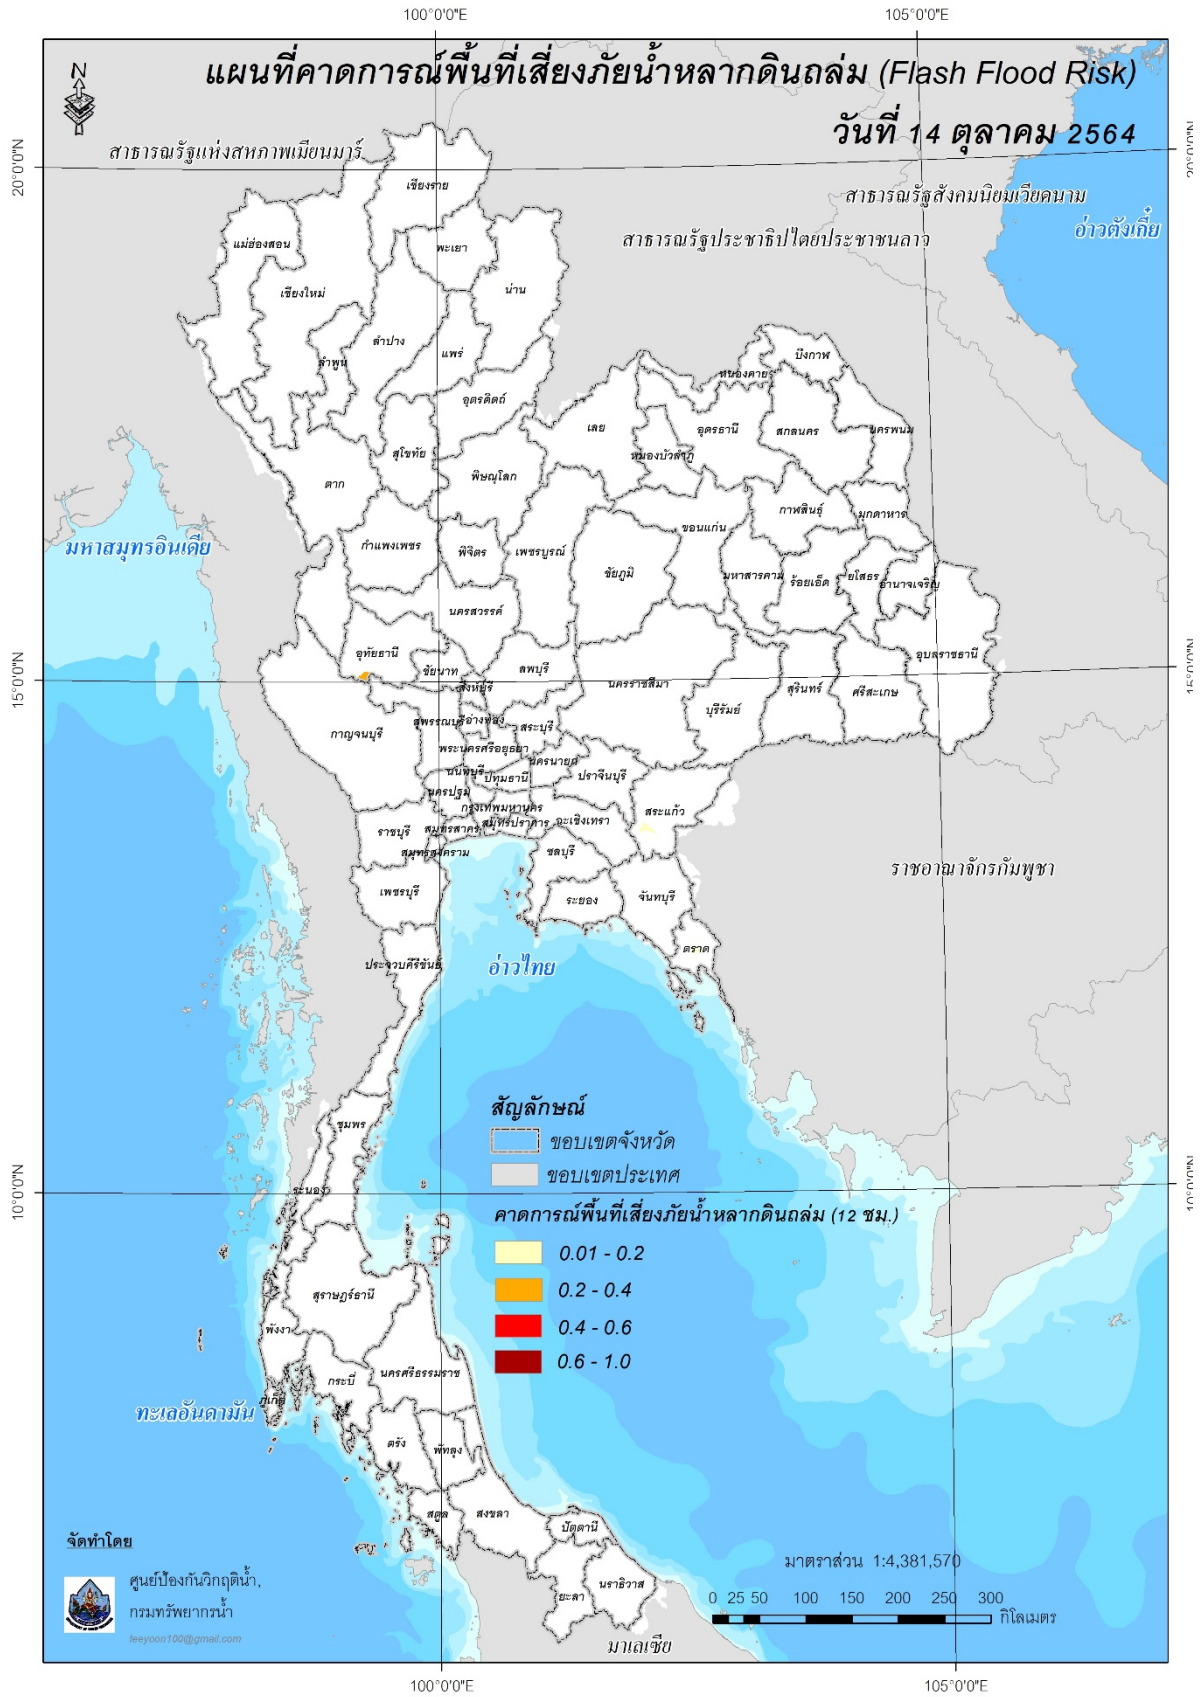 100°0'0"E
105°0'0"E
แผนที่คาดการณ์พื้นที่เสี่ยงภัยน้ำหลากดินถล่ม (Flash Flood Risk)
วันที่ 14 ตุลาคม 2564
N
20°0'0"N
20°0'0"N
สาธารณรัฐแห่งสหภาพเมียนมาร์
สาธารณรัฐสังคมนิยมเวียดนาม
สาธารณรัฐประชาธิปไตยประชาชนลาว
อ่าวตังเกี๋ย
เชียงราย
แม่ฮ่องสอน
พะเยา
เชียงใหม่
น่าน
ลำปาง
แพร่
ลำพูน
บึงกาฬ
หนองคาย
อุตรดิตถ์
เลย
อุดรธานี
สกลนคร
นครพนม
สุโขทัย
หนองบัวลำภู
พิษณุโลก
ตาก
กาฬสินธุ์
มุกดาหาร
ขอนแก่น
มหาสมุทรอินเดีย
กำแพงเพชร
พิจิตร
เพชรบูรณ์
ชัยภูมิ
มหาสารคาม
ร้อยเอ็ด
ยโสธร
อำนาจเจริญ
นครสวรรค์
อุทัยธานี
ชัยนาท
ลพบุรี
นครราชสีมา
สุรินทร์
ศรีสะเกษ
อุบลราชธานี
15°0'0"N
15°0'0"N
สิงห์บุรี
บุรีรัมย์
กาญจนบุรี
สุพรรณบุรี
อ่างทอง
สระบุรี
พระนครศรีอยุธยา
นครนายก
นนทบุรี
ปทุมธานี
ปราจีนบุรี
นครปฐม
กรุงเทพมหานคร
สระแก้ว
ราชบุรี
สมุทรสาคร
สมุทรปราการ
ฉะเชิงเทรา
สมุทรสงคราม
ชลบุรี
ราชอาณาจักรกัมพูชา
เพชรบุรี
ระยอง
จันทบุรี
ตราด
ประจวบคีรีขันธ์
อ่าวไทย
สัญลักษณ์
ขอบเขตจังหวัด
ขอบเขตประเทศ
คาดการณ์พื้นที่เสี่ยงภัยน้ำหลากดินถล่ม (12 ชม.)
0.01 - 0.2
0.2 - 0.4
0.4 - 0.6
0.6 - 1.0
ชุมพร
ระนอง
10°0'0"N
10°0'0"N
สุราษฎร์ธานี
พังงา
กระบี่
นครศรีธรรมราช
ภูเก็ต
ทะเลอันดามัน
ตรัง
พัทลุง
สตูล
สงขลา
ปัตตานี
ยะลา
นราธิวาส
มาเลเซีย
จัดทำโดย
ศูนย์ป้องกันวิกฤติน้ำ,
กรมทรัพยากรน้ำ
teeyoon100@gmail.com
มาตราส่วน 1:4,381,570
0 25 50 100 150 200 250 300
กิโลเมตร
100°0'0"E
105°0'0"E